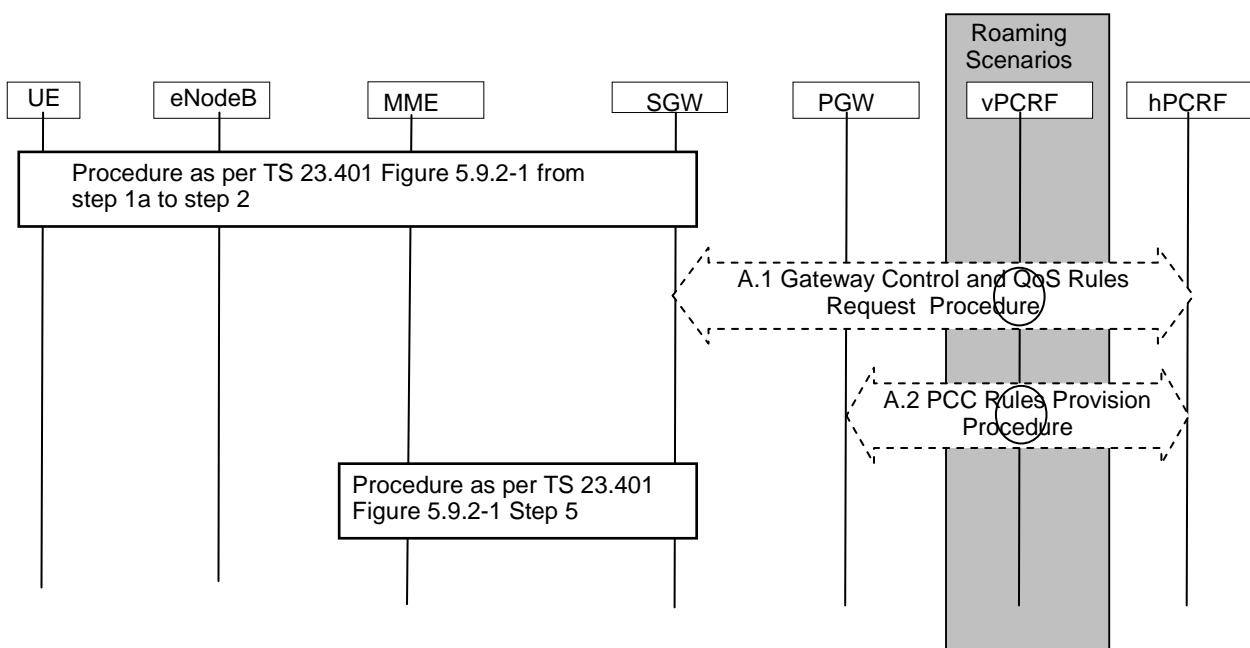 Roaming
Scenarios
UE
eNodeB
MME
SGW
PGW
vPCRF
hPCRF
Procedure as per TS 23.401 Figure 5.9.2-1 from
step 1a to step 2
A.1 Gateway Control and QoS Rules
Request Procedure
A.2 PCC Rules Provision
Procedure
Procedure as per TS 23.401
Figure 5.9.2-1 Step 5